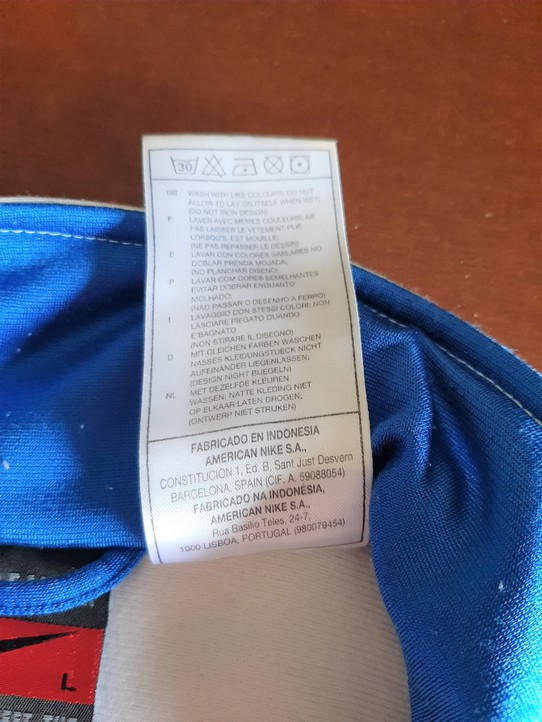 30
GB WASH WITH LIKE COLOURS; DO NOT
ALLOW TO LAY ON ITSELF WHEN WET;
(DO NOT IRON DESIGN)
F LAVER AVEC MEMES COULEURS; NE
PAS LAISSER LE VETEMENT PLIE
LORSQU'IL EST MOUILLE;
(NE PAS REPASSER LE DESSIN)
E LAVAR CON COLORES SIMILARES NO
DOBLAR PRENDA MOJADA;
(NO PLANCHAR DISENO)
P LAVAR COM CORES SEMELHANTES
EVITAR DOBRAR ENQUANTO
MOLHADO;
(NAO PASSAR O DESENHO A FERRO)
I LAVAGGIO CON STESSI COLORI; NON
LASCIARE PIEGATO QUANDO
E'BAGNATO
(NON STIRARE IL DISEGNO)
D MIT GLEICHEN FARBEN WASCHEN
NASSES KLEIDUNGSTUECK NICHT
AUFEINANDER LIEGENLASSEN;
(DESIGN NIGHT BUEGELN)
NL MET DEZELFDE KLEUREN
WASSEN; NATTE KLEDING NIET
OP ELKAAR LATEN DROGEN;
(ONTWERP NIET STRIJKEN)
FABRICADO EN INDONESIA
AMERICAN NIKE S.A.,
CONSTITUCION 1, Ed. B, Sant Just Desvern
BARCELONA, SPAIN (CIF. A. 59088054)
FABRICADO NA INDONÉSIA,
AMERICAN NIKE S.A.,
Rua Basilio Teles, 24-7,
1000 LISBOA, PORTUGAL (980079454)
L